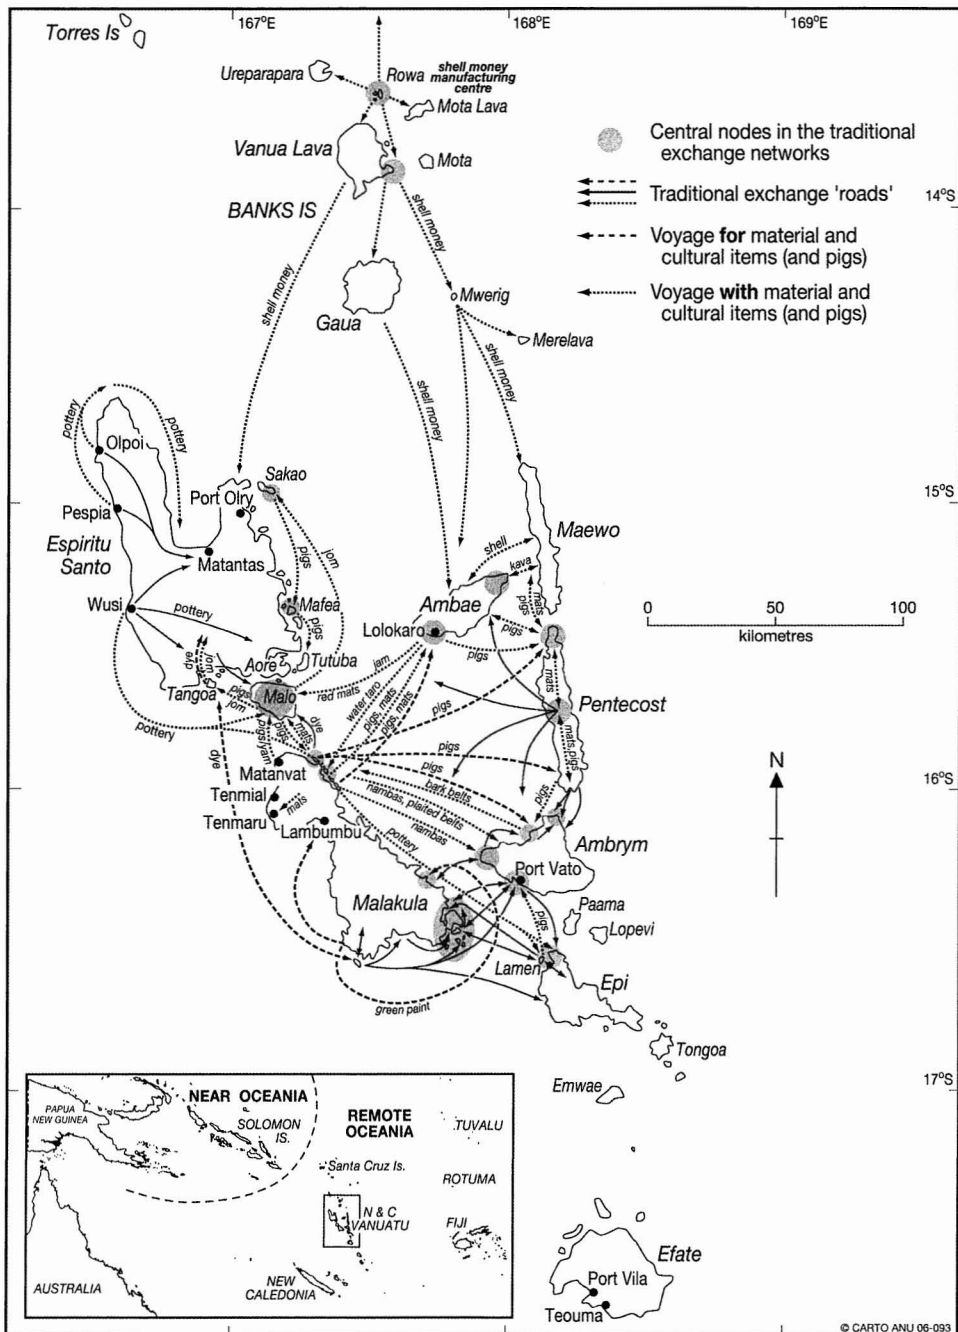 167°E
168°E
169°E
Torres Is
Ureparapara
Rowa
shell money
manufacturing
centre
Mota Lava
Vanua Lava
Mota
BANKS IS
Central nodes in the traditional
exchange networks
Traditional exchange 'roads'
Voyage for material and
cultural items (and pigs)
Voyage with material and
cultural items (and pigs)
14°S
shell money
shell money
Mwerig
Gaua
Merelava
shell money
shell money
pottery
pottery
Olpoi
Sakao
Port Olry
15°S
Pespia
Espiritu
Santo
Matantas
jom
pigs
Maewo
shell
kava
Wusi
Mafea
pottery
pigs
Ambae
mats
pigs
0
50
100
kilometres
Lolokaro
pigs
pigs
dye
jom
Aore
Tutuba
jam
Tangoa
Malo
red mats
pigs
jom
mats
Pentecost
water taro
pigs, mats
pigs, mats
pigs
dye
mats
pigs
pigs/yam
pottery
dye
mats, pigs
pigs
pigs
N
Matanvat
bark belts
pigs
16°S
Tenmial
mats
nambas, plaited belts
Tenmaru
Lambumbu
nambas
pottery
Ambrym
Port Vato
Malakula
Paama
pigs
Lopevi
Lamen
Epi
green paint
Tongoa
Emwae
17°S
NEAR OCEANIA
PAPUA
NEW GUINEA
SOLOMON
IS.
REMOTE
OCEANIA
TUVALU
Santa Cruz Is.
ROTUMA
N & C
VANUATU
FIJI
NEW
CALEDONIA
AUSTRALIA
Efate
Port Vila
Teouma
© CARTO ANU 06-093